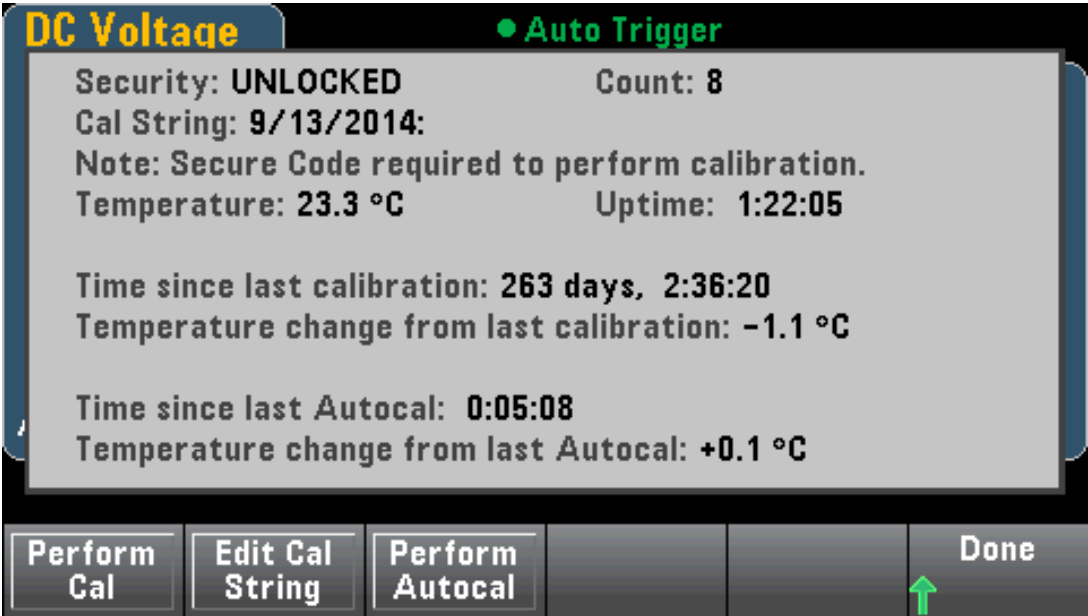 DC Voltage
● Auto Trigger
Security: UNLOCKED Count: 8
Cal String: 9/13/2014:
Note: Secure Code required to perform calibration.
Temperature: 23.3 °C Uptime: 1:22:05
Time since last calibration: 263 days, 2:36:20
Temperature change from last calibration: -1.1 °C
Time since last Autocal: 0:05:08
Temperature change from last Autocal: +0.1 °C
Perform Cal
Edit Cal String
Perform Autocal
Done